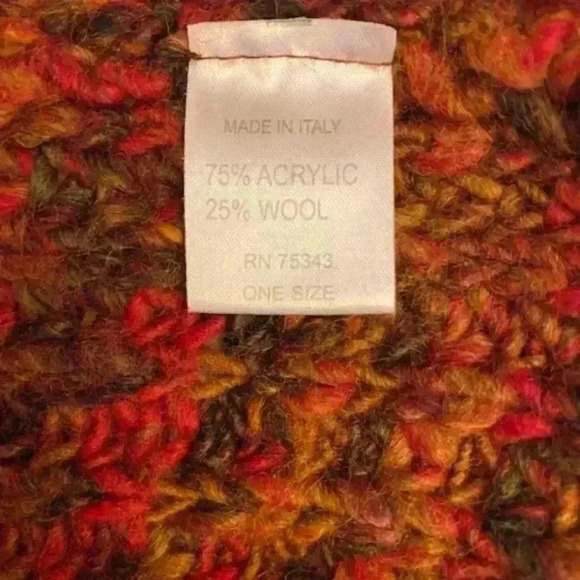 MADE IN ITALY
75% ACRYLIC
25% WOOL
RN 75343
ONE SIZE